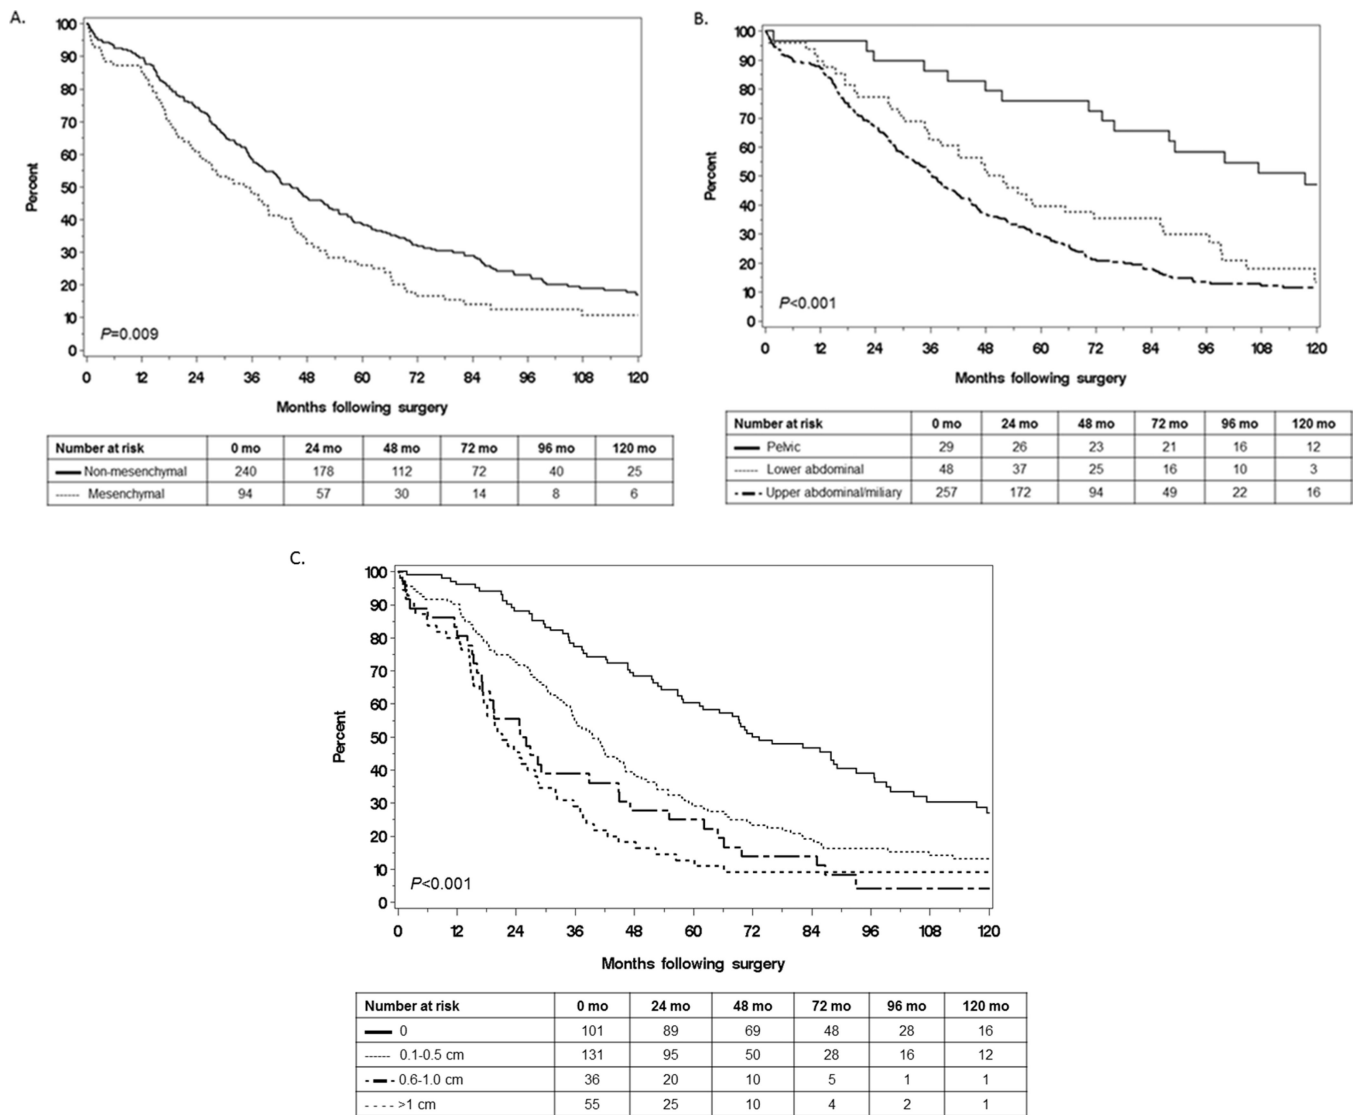 A.
100
90
80
70
60
50
40
30
20
10
0
Percent
P=0.009
0 12 24 36 48 60 72 84 96 108 120
Months following surgery
Number at risk 0 mo 24 mo 48 mo 72 mo 96 mo 120 mo
Non-mesenchymal 240 178 112 72 40 25
Mesenchymal 94 57 30 14 8 6
B.
100
90
80
70
60
50
40
30
20
10
0
Percent
P<0.001
0 12 24 36 48 60 72 84 96 108 120
Months following surgery
Number at risk 0 mo 24 mo 48 mo 72 mo 96 mo 120 mo
Pelvic 29 26 23 21 16 12
Lower abdominal 48 37 25 16 10 3
Upper abdominal/miliary 257 172 94 49 22 16
C.
100
90
80
70
60
50
40
30
20
10
0
Percent
P<0.001
0 12 24 36 48 60 72 84 96 108 120
Months following surgery
Number at risk 0 mo 24 mo 48 mo 72 mo 96 mo 120 mo
0 101 89 69 48 28 16
0.1-0.5 cm 131 95 50 28 16 12
0.6-1.0 cm 36 20 10 5 1 1
>1 cm 55 25 10 4 2 1